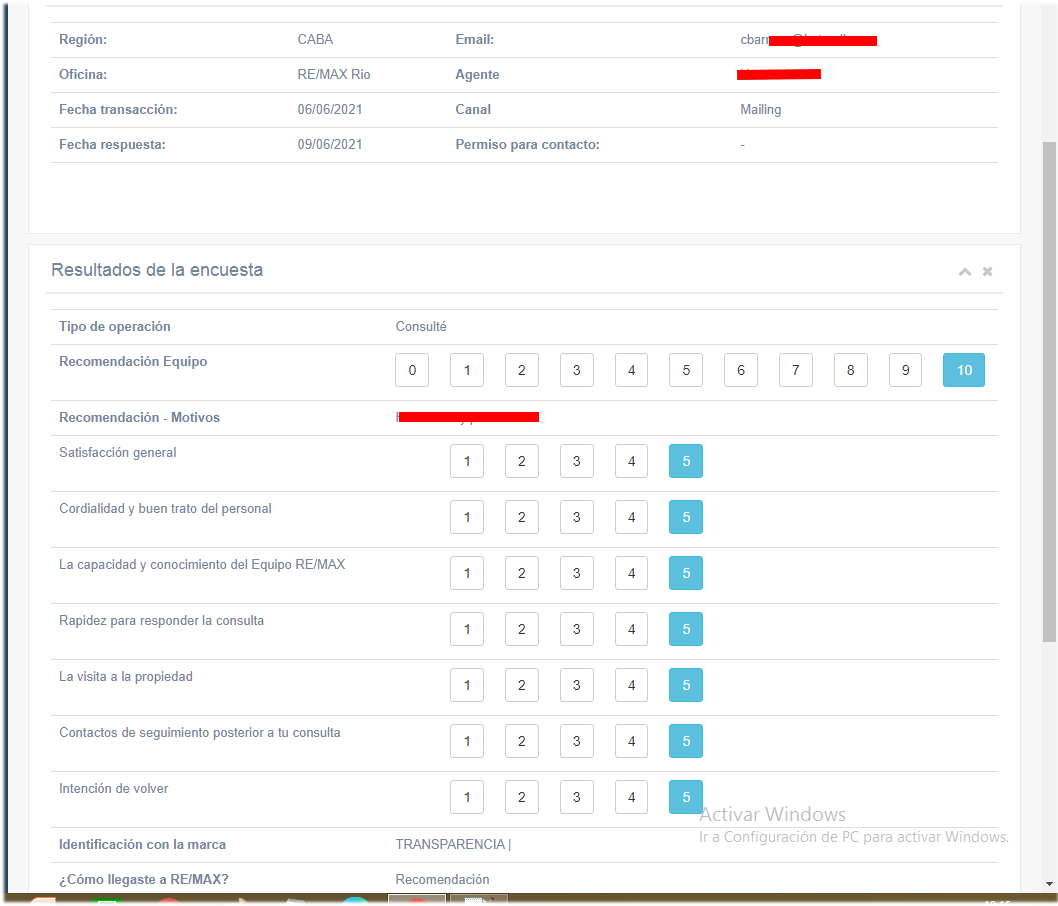 Región: CABA Email: cbar
Oficina: RE/MAX Rio Agente
Fecha transacción: 06/06/2021 Canal Mailing
Fecha respuesta: 09/06/2021 Permiso para contacto: -
Resultados de la encuesta
Tipo de operación Consulté
Recomendación Equipo 0 1 2 3 4 5 6 7 8 9 10
Recomendación - Motivos
Satisfacción general 1 2 3 4 5
Cordialidad y buen trato del personal 1 2 3 4 5
La capacidad y conocimiento del Equipo RE/MAX 1 2 3 4 5
Rapidez para responder la consulta 1 2 3 4 5
La visita a la propiedad 1 2 3 4 5
Contactos de seguimiento posterior a tu consulta 1 2 3 4 5
Intención de volver 1 2 3 4 5
Activar Windows
Ir a Configuración de PC para activar Windows.
Identificación con la marca TRANSPARENCIA |
¿Cómo llegaste a RE/MAX? Recomendación